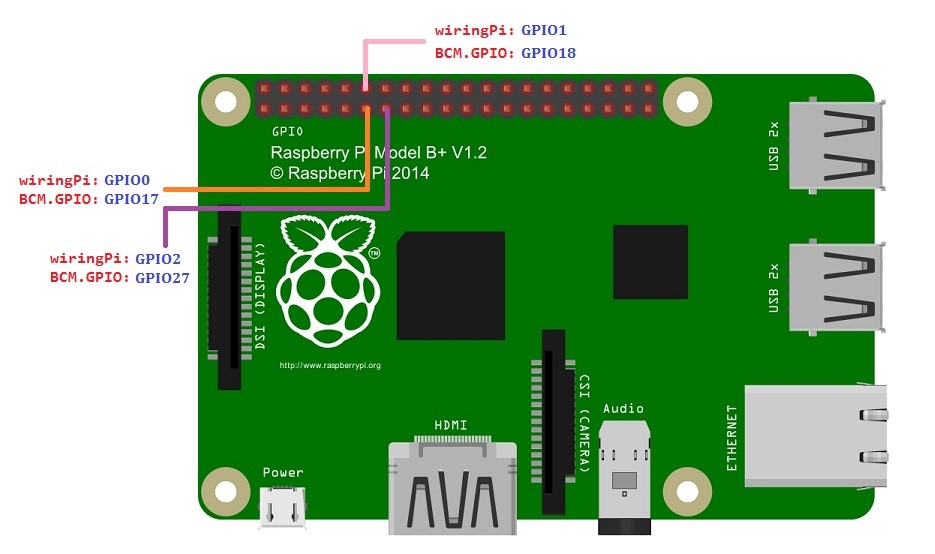 wiringPi: GPIO1
BCM.GPIO: GPIO18
GPIO
Raspberry Pi Model B+ V1.2
© Raspberry Pi 2014
wiringPi: GPIO0
BCM.GPIO: GPIO17
wiringPi: GPIO2
BCM.GPIO: GPIO27
DSI (DISPLAY)
TM
http://www.raspberrypi.org
USB 2x
USB 2x
CSI (CAMERA)
Audio
ETHERNET
HDMI
Power